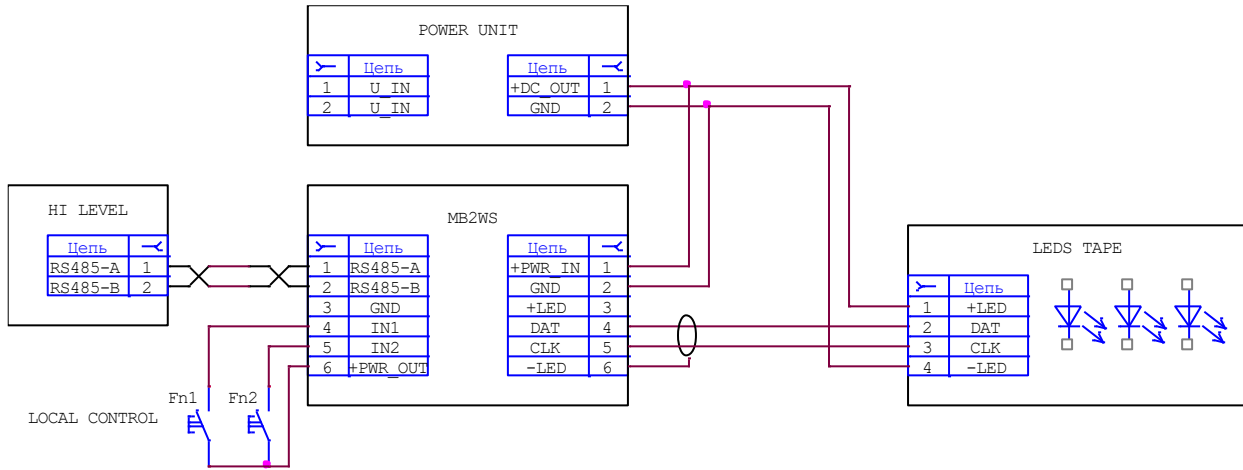 POWER UNIT
Цепь
1 U_IN
2 U_IN
Цепь
+DC_OUT 1
GND 2
HI LEVEL
Цепь
RS485-A 1
RS485-B 2
MB2WS
Цепь
1 RS485-A
2 RS485-B
3 GND
4 IN1
5 IN2
6 +PWR_OUT
Цепь
+PWR_IN 1
GND 2
+LED 3
DAT 4
CLK 5
-LED 6
LEDS TAPE
Цепь
1 +LED
2 DAT
3 CLK
4 -LED
Fn1 Fn2
LOCAL CONTROL